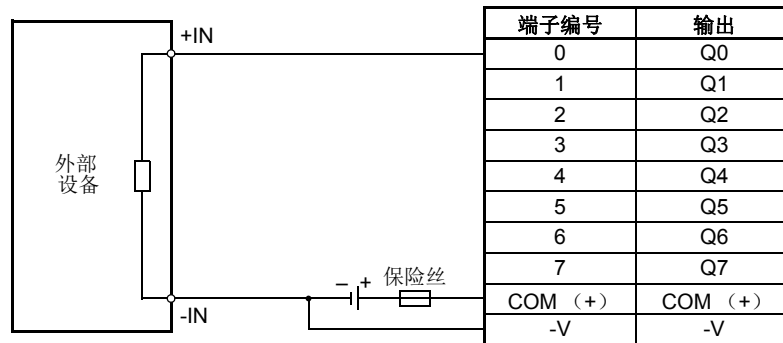 +IN
外部
设备
-IN
– + 保险丝
端子编号 输出
0 Q0
1 Q1
2 Q2
3 Q3
4 Q4
5 Q5
6 Q6
7 Q7
COM （+） COM （+）
-V -V